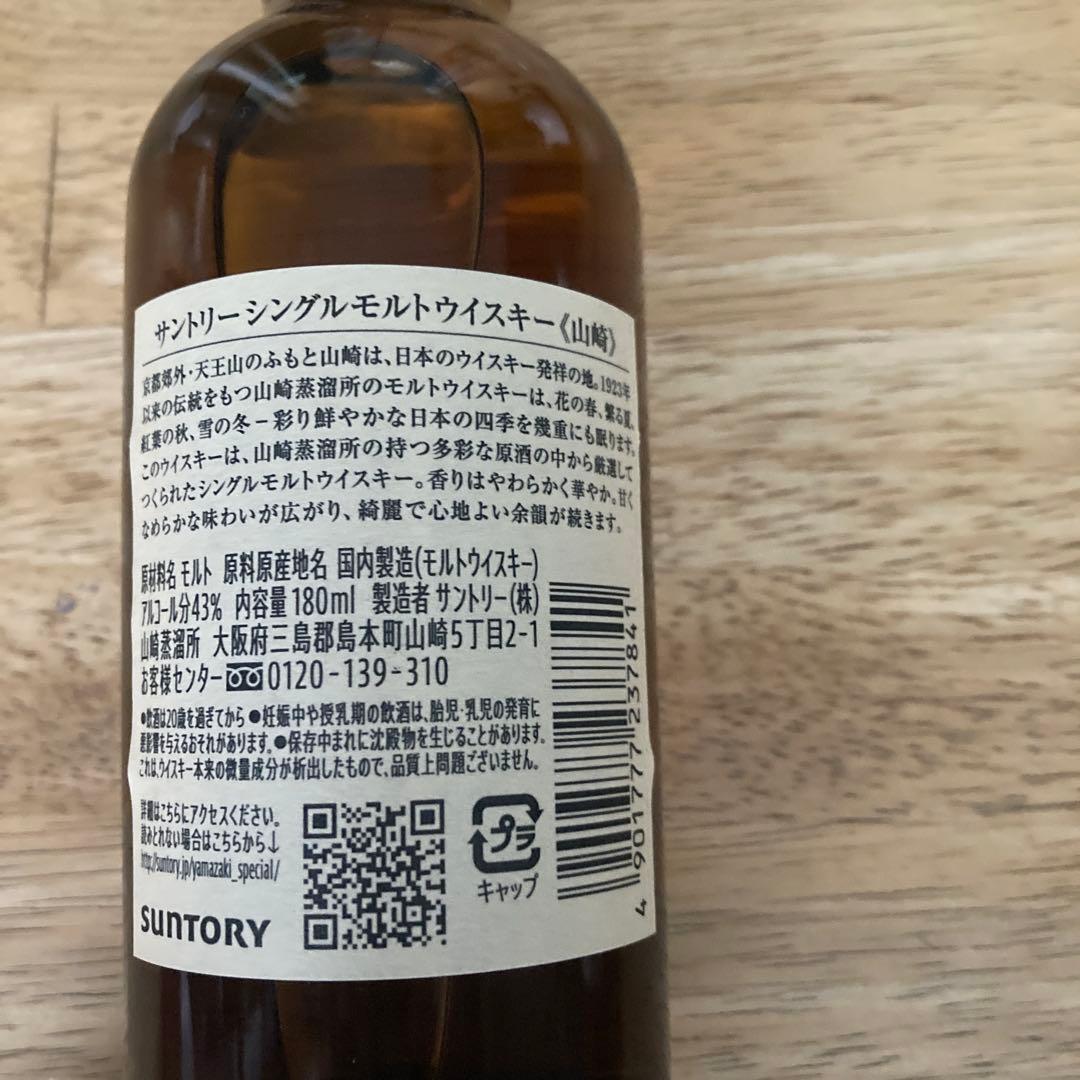 サントリーシングルモルトウイスキー《山崎》
京都郊外・天王山のふもと山崎は、日本のウイスキー発祥の地。1923年
以来の伝統をもつ山崎蒸溜所のモルトウイスキーは、花の春、繁る夏、
紅葉の秋、雪の冬－彩り鮮やかな日本の四季を幾重にも眠ります。
このウイスキーは、山崎蒸溜所の持つ多彩な原酒の中から厳選して
つくられたシングルモルトウイスキー。香りはやわらかく華やか。甘く
なめらかな味わいが広がり、綺麗で心地よい余韻が続きます。
原材料名 モルト 原料原産地名 国内製造(モルトウイスキー)
アルコール分43% 内容量 180ml 製造者 サントリー(株)
山崎蒸溜所 大阪府三島郡島本町山崎5丁目2-1
お客様センター 0120-139-310
●飲酒は20歳を過ぎてから ●妊娠中や授乳期の飲酒は、胎児・乳児の発育に
悪影響を与えるおそれがあります。●保存中まれに沈殿物を生じることがあります。
これは、ウイスキー本来の微量成分が析出したもので、品質上問題ございません。
詳細はこちらにアクセスください。
読みとれない場合はこちらから↓
http://suntory.jp/yamazaki_special/
SUNTORY
プラ
キャップ
4 901777 237841